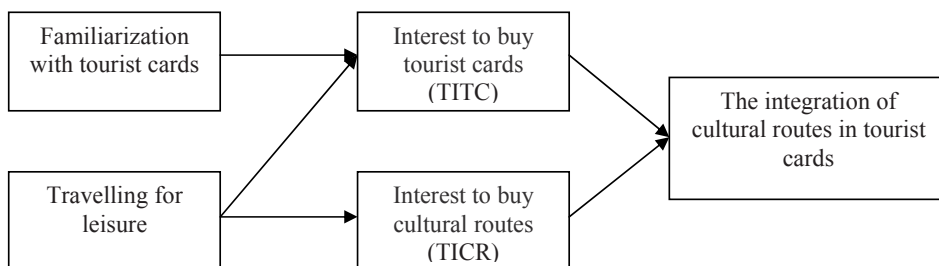 Familiarization
with tourist cards
Interest to buy
tourist cards
(TITC)
The integration of
cultural routes in tourist
cards
Travelling for
leisure
Interest to buy
cultural routes
(TICR)